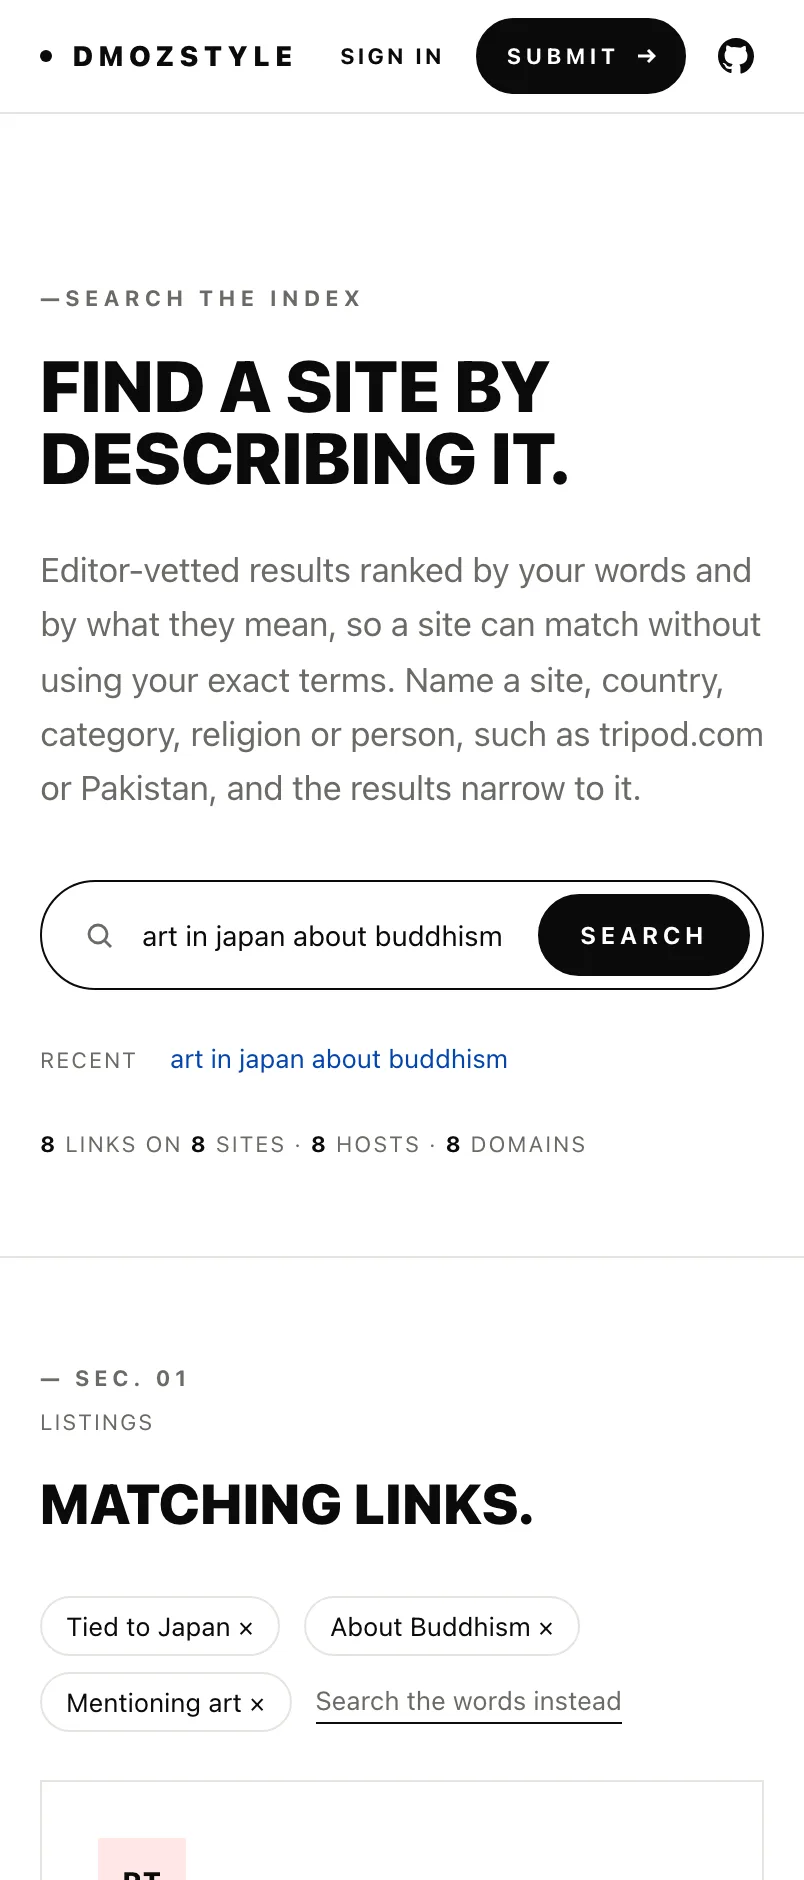 DMOZSTYLE SIGN IN SUBMIT →
—SEARCH THE INDEX
FIND A SITE BY
DESCRIBING IT.
Editor-vetted results ranked by your words and
by what they mean, so a site can match without
using your exact terms. Name a site, country,
category, religion or person, such as tripod.com
or Pakistan, and the results narrow to it.
art in japan about buddhism SEARCH
RECENT art in japan about buddhism
8 LINKS ON 8 SITES · 8 HOSTS · 8 DOMAINS
— SEC. 01
LISTINGS
MATCHING LINKS.
Tied to Japan × About Buddhism ×
Mentioning art × Search the words instead